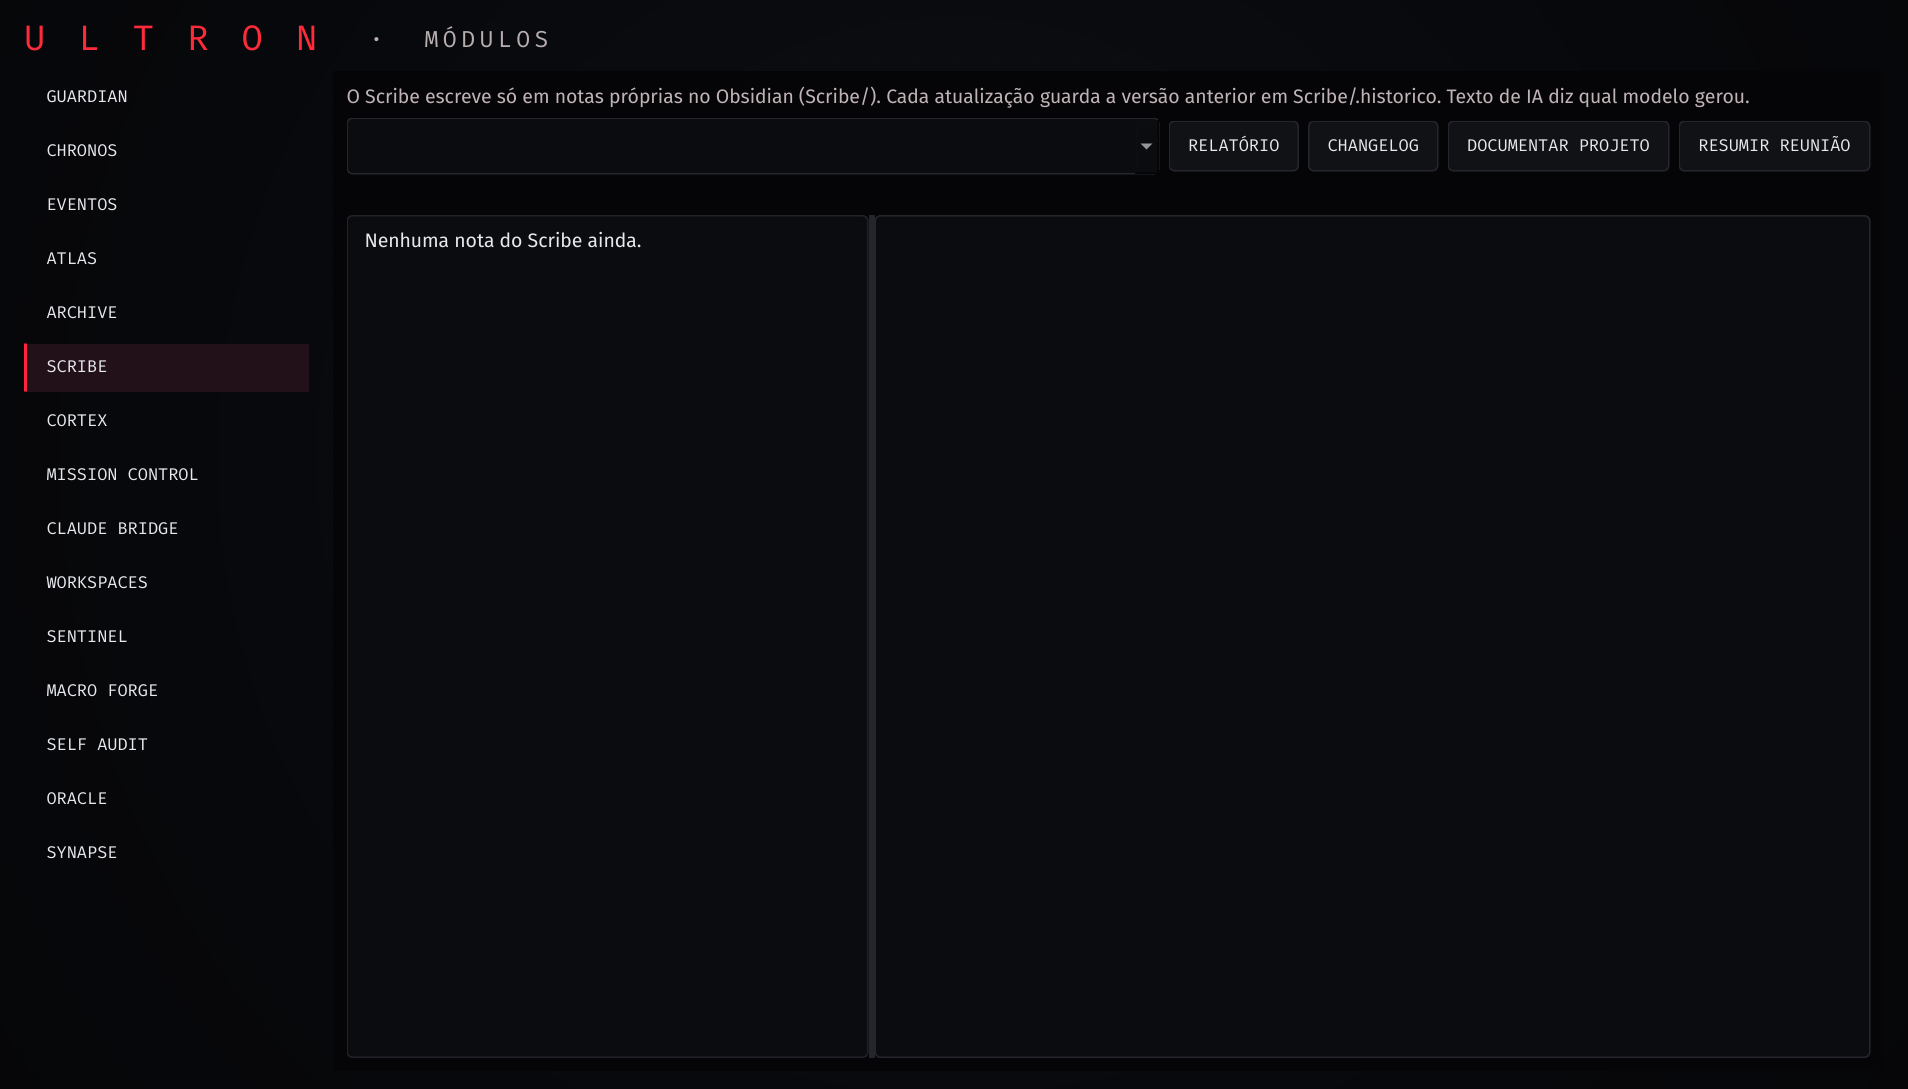 ULTRON · MÓDULOS
GUARDIAN
CHRONOS
EVENTOS
ATLAS
ARCHIVE
SCRIBE
CORTEX
MISSION CONTROL
CLAUDE BRIDGE
WORKSPACES
SENTINEL
MACRO FORGE
SELF AUDIT
ORACLE
SYNAPSE
O Scribe escreve só em notas próprias no Obsidian (Scribe/). Cada atualização guarda a versão anterior em Scribe/.historico. Texto de IA diz qual modelo gerou.
RELATÓRIO CHANGELOG DOCUMENTAR PROJETO RESUMIR REUNIÃO
Nenhuma nota do Scribe ainda.